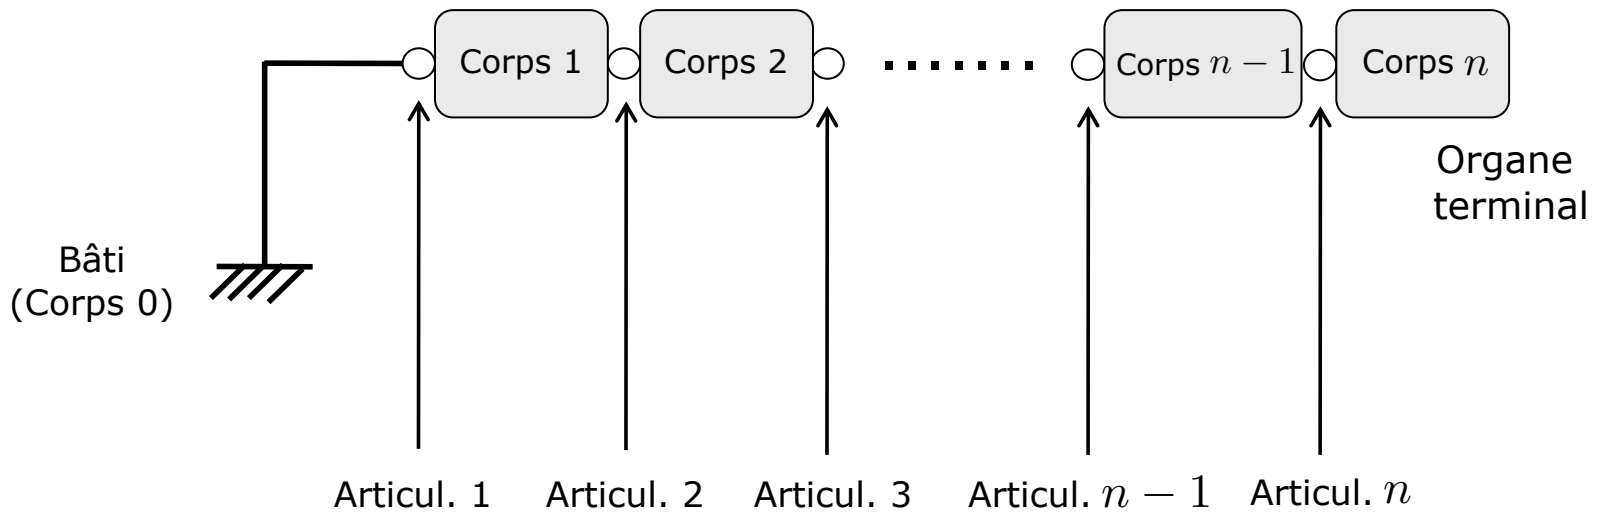 Corps 1
Corps 2
Corps n − 1
Corps n
Organe
terminal
Bâti
(Corps 0)
Articul. 1
Articul. 2
Articul. 3
Articul. n − 1
Articul. n